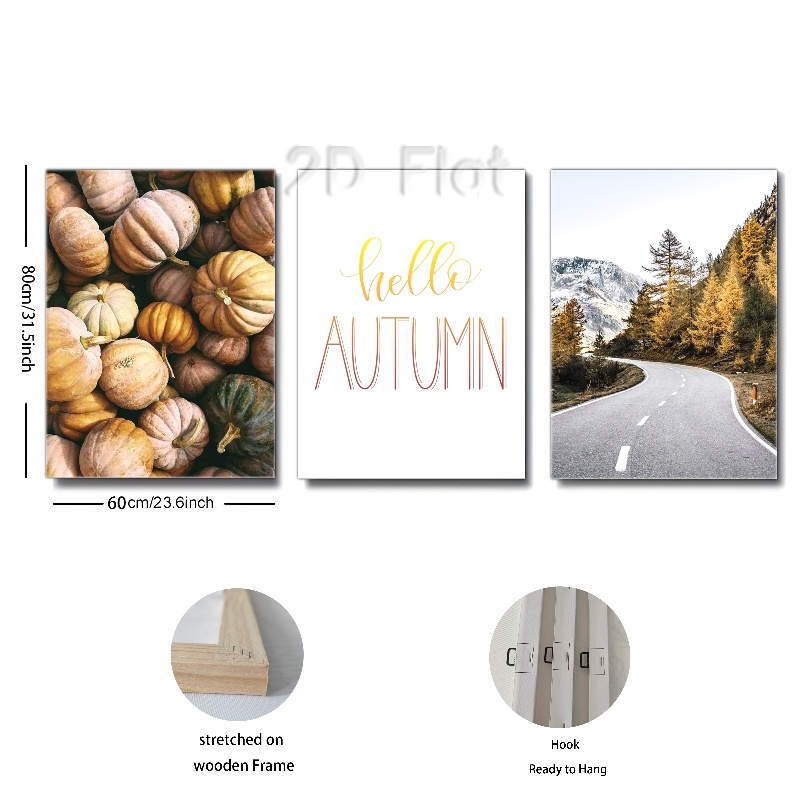 2D Flat
80cm/31.5inch
hello
AUTUMN
60cm/23.6inch
stretched on
wooden Frame
Hook
Ready to Hang